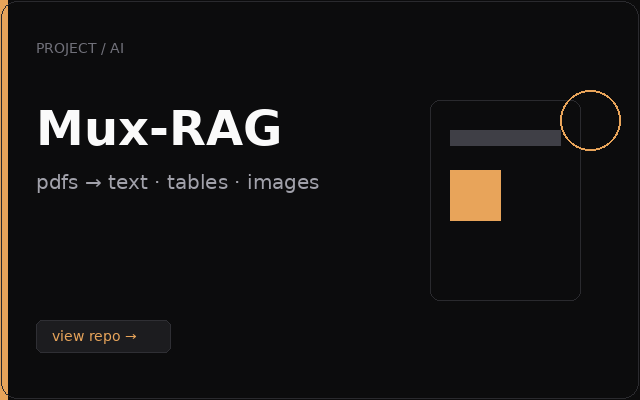 PROJECT / AI
Mux-RAG
pdfs → text · tables · images
view repo →